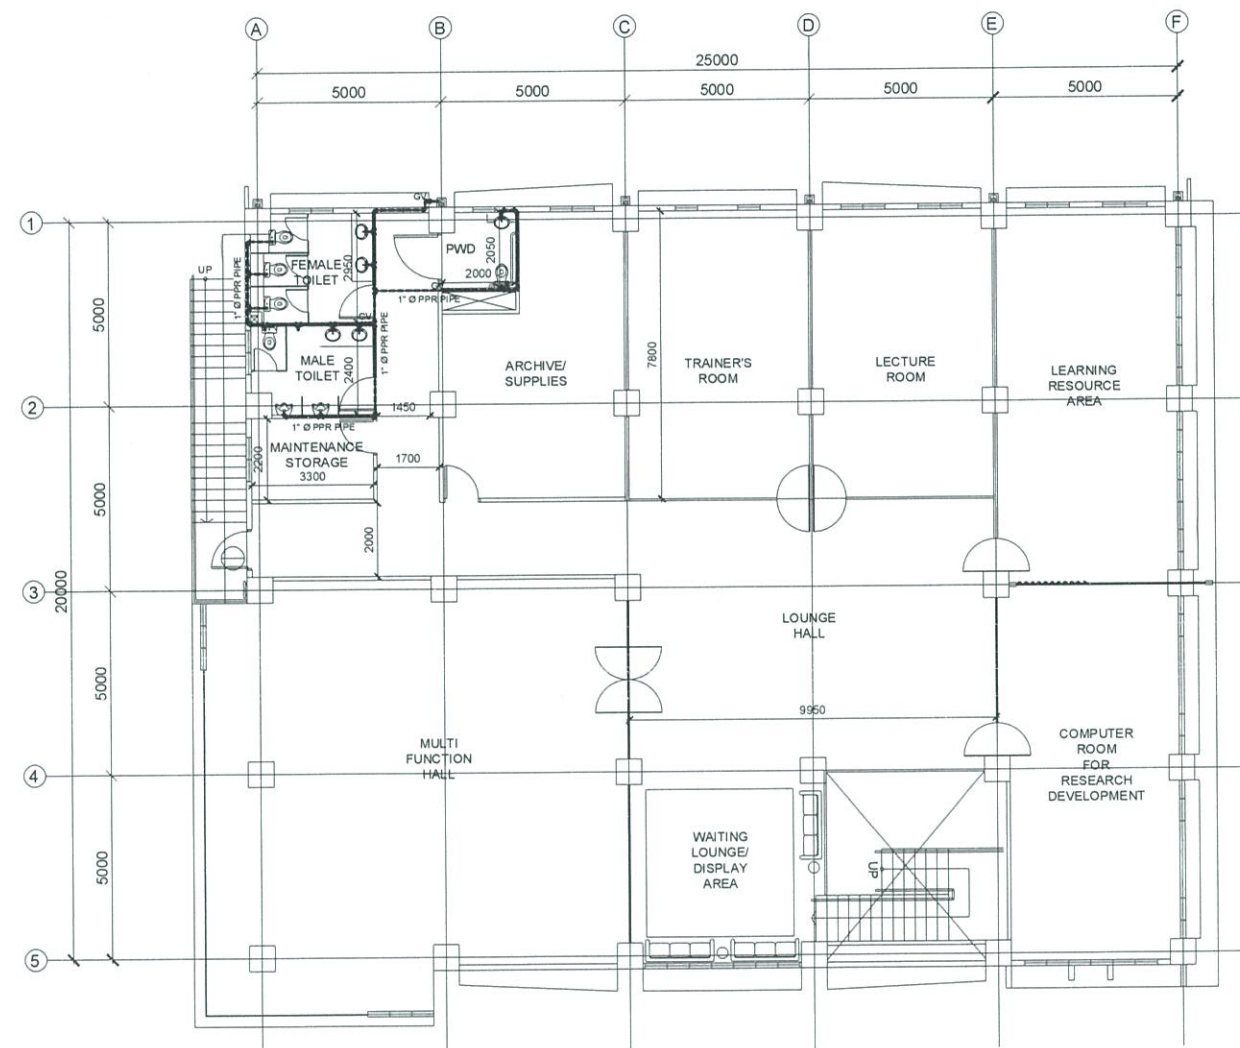 A
B
C
D
E
F
25000
5000
5000
5000
5000
5000
1
2
3
4
5
20000
5000
5000
5000
5000
GV
UP
1" Ø PPR PIPE
FEMALE
TOILET
2950
PWD
2050
2000
1" Ø PPR PIPE
GV
MALE
TOILET
2400
1" Ø PPR PIPE
1450
1" Ø PPR PIPE
MAINTENANCE
STORAGE
2200
3300
1700
2000
ARCHIVE/
SUPPLIES
7800
TRAINER'S
ROOM
LECTURE
ROOM
LEARNING
RESOURCE
AREA
LOUNGE
HALL
9950
MULTI
FUNCTION
HALL
WAITING
LOUNGE/
DISPLAY
AREA
UP
COMPUTER
ROOM
FOR
RESEARCH
DEVELOPMENT